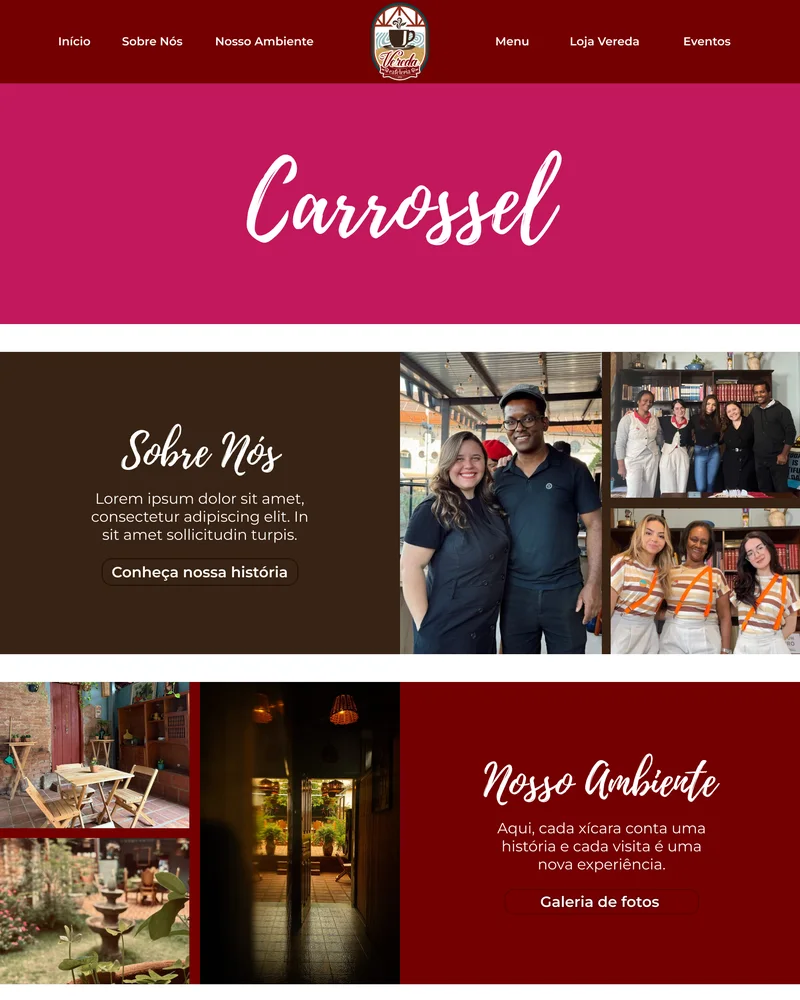 Início
Sobre Nós
Nosso Ambiente
Vereda
cafeteria
Menu
Loja Vereda
Eventos
Carrossel
Sobre Nós
Lorem ipsum dolor sit amet,
consectetur adipiscing elit. In
sit amet sollicitudin turpis.
Conheça nossa história
Nosso Ambiente
Aqui, cada xícara conta uma
história e cada visita é uma
nova experiência.
Galeria de fotos